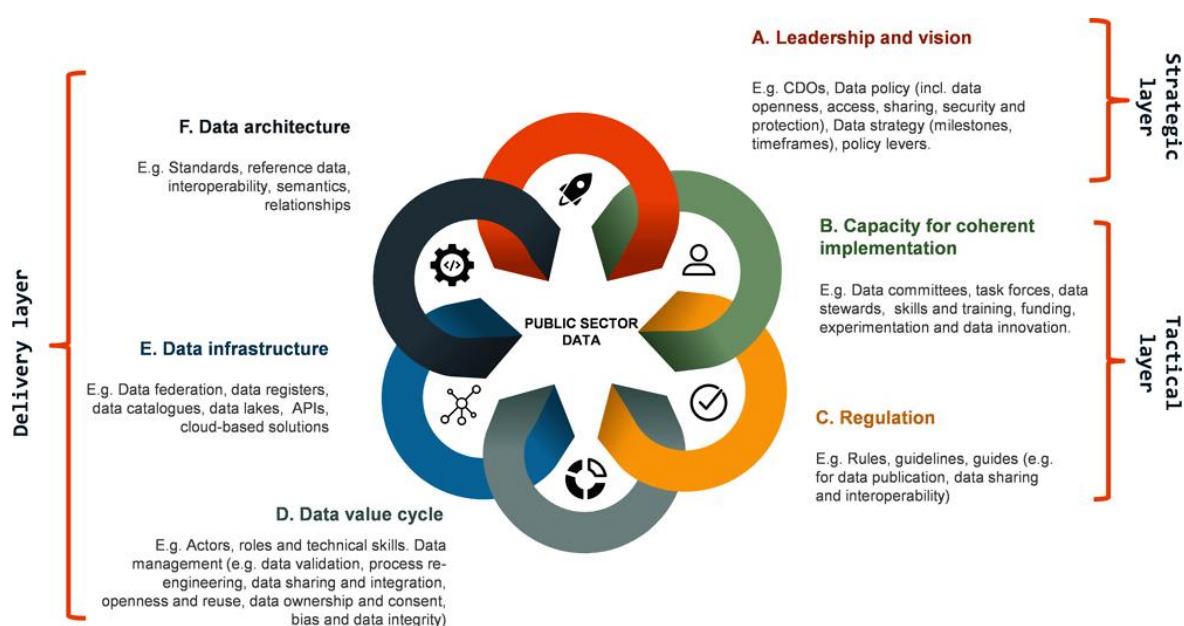 A. Leadership and vision
E.g. CDOs, Data policy (incl. data
openness, access, sharing, security and
protection), Data strategy (milestones,
timeframes), policy levers.
Strategic
layer
B. Capacity for coherent
implementation
E.g. Data committees, task forces, data
stewards, skills and training, funding,
experimentation and data innovation.
C. Regulation
E.g. Rules, guidelines, guides (e.g.
for data publication, data sharing
and interoperability)
Tactical
layer
D. Data value cycle
E.g. Actors, roles and technical skills. Data
management (e.g. data validation, process re-
engineering, data sharing and integration,
openness and reuse, data ownership and consent,
bias and data integrity)
E. Data infrastructure
E.g. Data federation, data registers,
data catalogues, data lakes, APIs,
cloud-based solutions
F. Data architecture
E.g. Standards, reference data,
interoperability, semantics,
relationships
Delivery layer
PUBLIC SECTOR
DATA